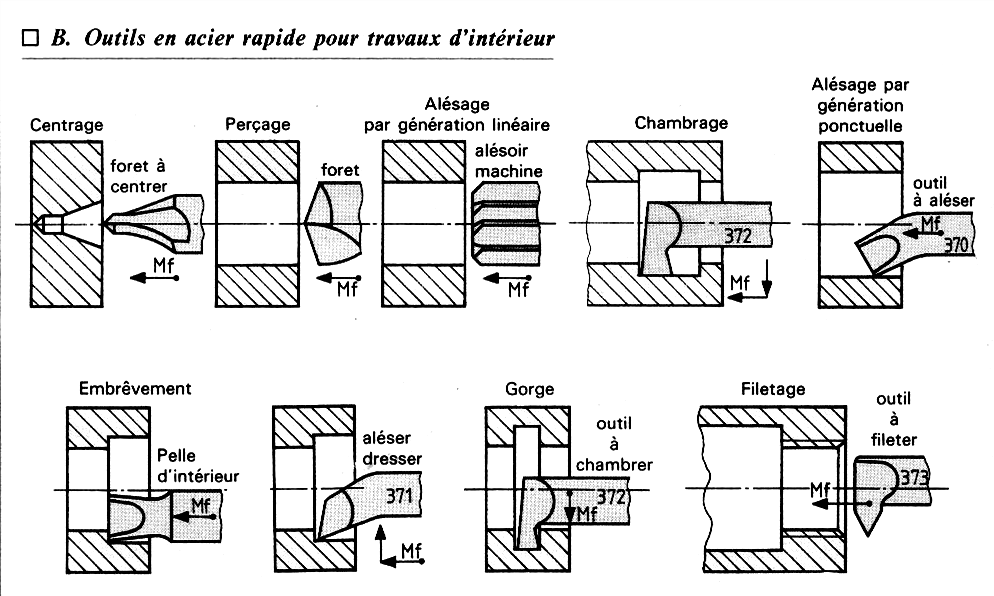 □ B. Outils en acier rapide pour travaux d'intérieur
Centrage
foret à
centrer
Mf
Perçage
foret
Mf
Alésage
par génération linéaire
alésoir
machine
Mf
Chambrage
372
Mf
Alésage par
génération
ponctuelle
outil
à aléser
Mf
370
Embrêvement
Pelle
d'intérieur
Mf
aléser
dresser
371
Mf
Gorge
outil
à
chambrer
372
Mf
Filetage
outil
à
fileter
373
Mf